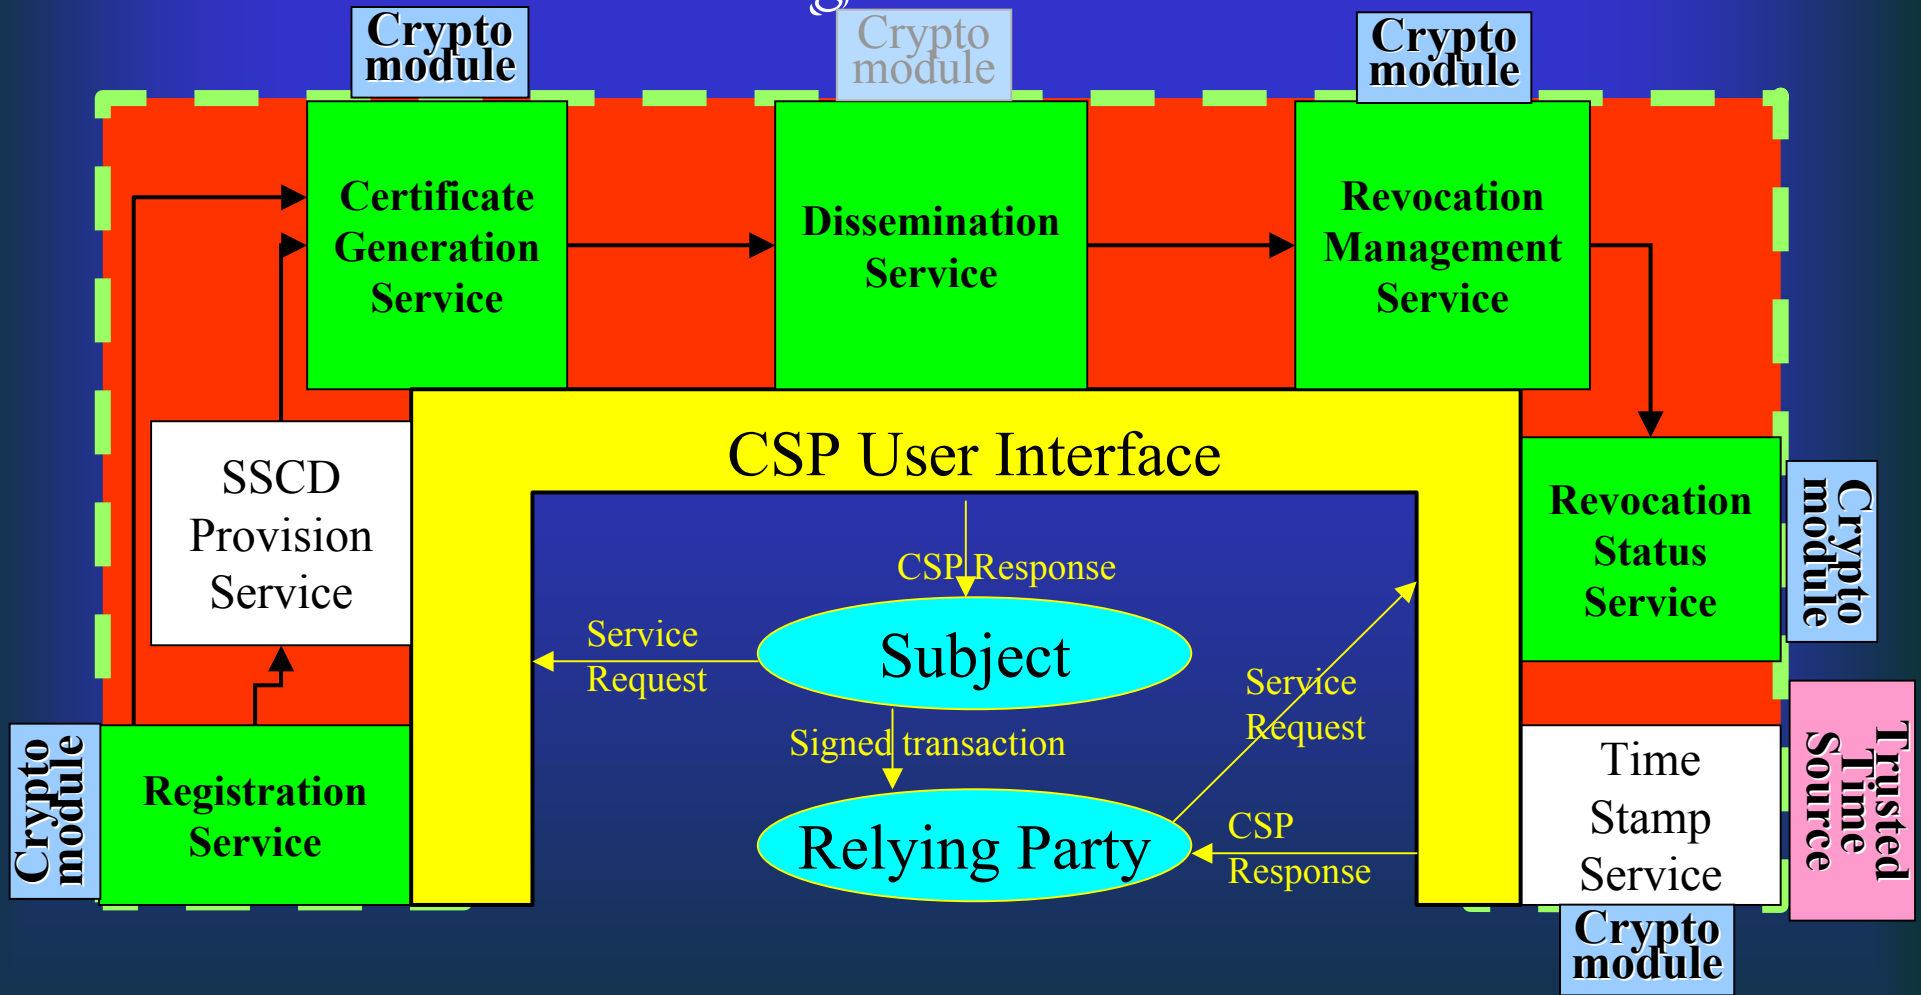 Crypto
module
Crypto
module
Crypto
module
Certificate
Generation
Service
Dissemination
Service
Revocation
Management
Service
CSP User Interface
SSCD
Provision
Service
Revocation
Status
Service
Crypto
module
CSP Response
Subject
Service
Request
Service
Request
Signed transaction
Relying Party
CSP
Response
Crypto
module
Registration
Service
Time
Stamp
Service
Trusted
Time
Source
Crypto
module